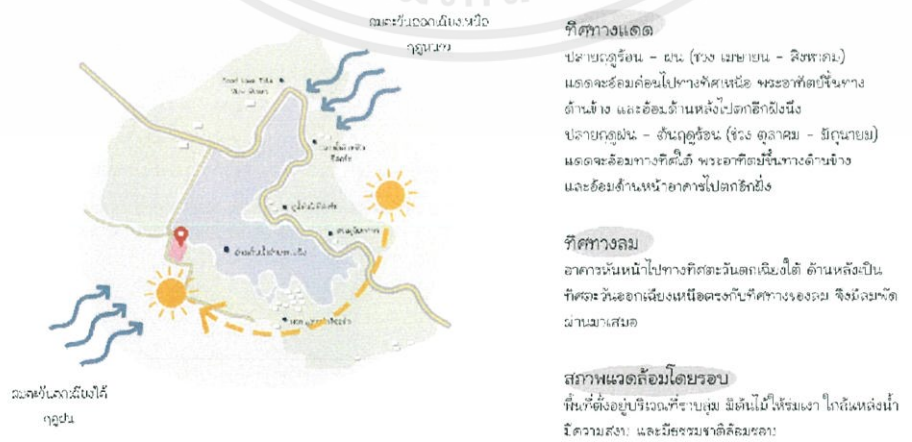 ลมตะวันออกเฉียงเหนือ
ฤดูหนาว
อ่างเก็บน้ำ
ลมตะวันตกเฉียงใต้
ฤดูฝน
ทิศทางแดด
ปลายฤดูร้อน - ฝน (ช่วง เมษายน - สิงหาคม)
แดดจะอ้อมค่อนไปทางทิศเหนือ พระอาทิตย์ขึ้นทาง
ด้านข้าง และอ้อมด้านหลังไปตกอีกฝั่งนึง
ปลายฤดูฝน - ต้นฤดูร้อน (ช่วง ตุลาคม - มิถุนายน)
แดดจะอ้อมทางทิศใต้ พระอาทิตย์ขึ้นทางด้านข้าง
และอ้อมด้านหน้าอาคารไปตกอีกฝั่ง
ทิศทางลม
อาคารหันหน้าไปทางทิศตะวันตกเฉียงใต้ ด้านหลังเป็น
ทิศตะวันออกเฉียงเหนือตรงกับทิศทางของลม จึงมีลมพัด
ผ่านมาเสมอ
สภาพแวดล้อมโดยรอบ
พื้นที่ตั้งอยู่บริเวณที่ราบลุ่ม มีต้นไม้ให้ร่มเงา ใกล้แหล่งน้ำ
มีความสงบ และมีธรรมชาติล้อมรอบ